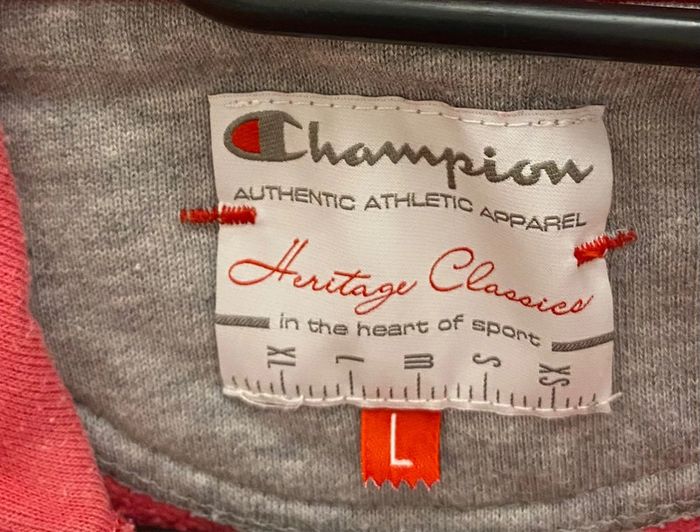 Champion
AUTHENTIC ATHLETIC APPAREL
Heritage Classics
in the heart of sport
XL L M S XS
L